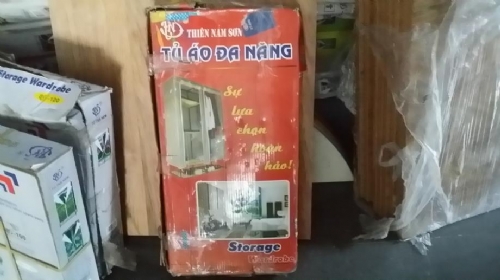 THIÊN NAM SƠN
TỦ ÁO ĐA NĂNG
Sự
lựa
chọn
hoàn
hảo!
Storage
Wardrobe
Storage Wardrobe